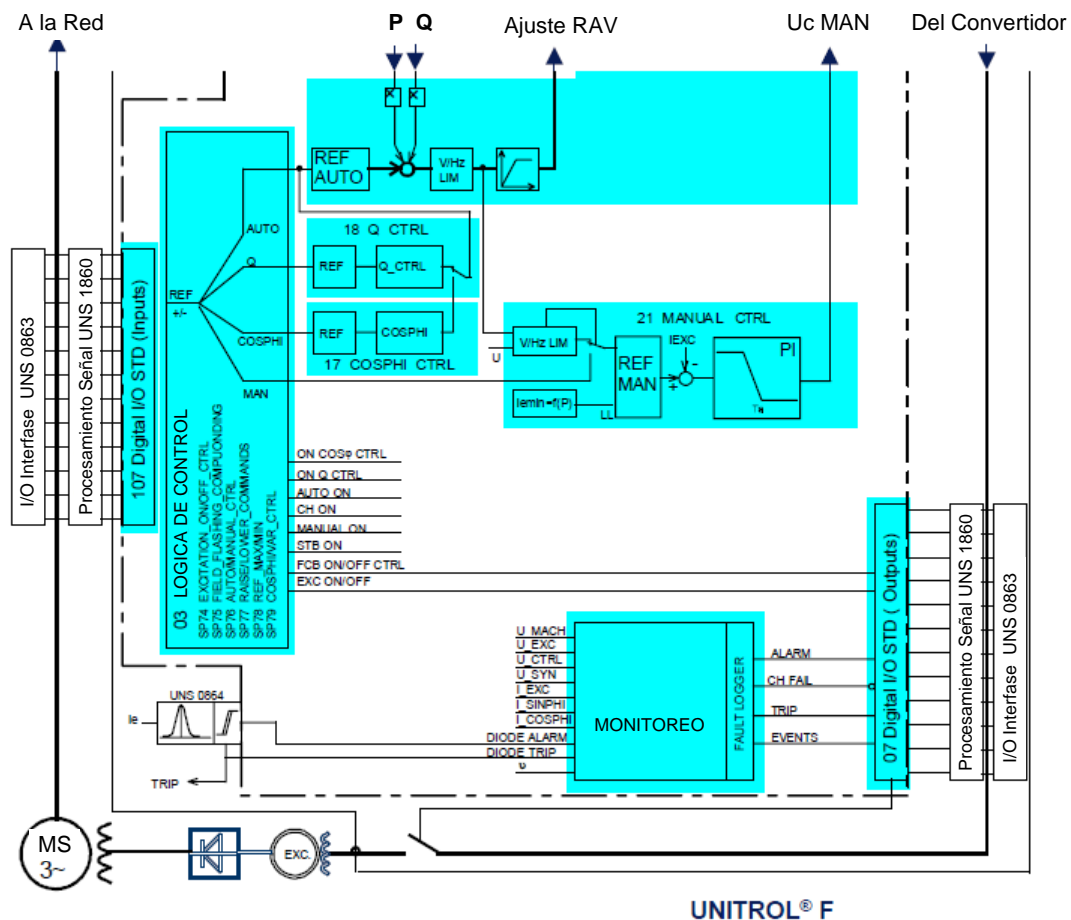 A la Red
P Q
Ajuste RAV
Uc MAN
Del Convertidor
REF
AUTO
V/Hz
LIM
AUTO
18 Q CTRL
Q
REF
Q_CTRL
REF
+/-
COSPHI
REF
COSPHI
17 COSPHI CTRL
MAN
21 MANUAL CTRL
V/Hz LIM
U
REF
MAN
IEXC
-
+
PI
TN
Iemin=f(P)
LL
I/O Interfase UNS 0863
Procesamiento Señal UNS 1860
107 Digital I/O STD (Inputs)
03 LOGICA DE CONTROL
SP74 EXCITATION_ON/OFF_CTRL
SP75 FIELD_FLASHING_COMPUONDING
SP76 AUTO/MANUAL_CTRL
SP77 RAISE/LOWER_COMMANDS
SP78 REF_MAX/MIN
SP79 COSPHI/VAR_CTRL
ON COSφ CTRL
ON Q CTRL
AUTO ON
CH ON
MANUAL ON
STB ON
FCB ON/OFF CTRL
EXC ON/OFF
U_MACH
U_EXC
U_CTRL
U_SYN
I_EXC
I_SINPHI
I_COSPHI
DIODE ALARM
DIODE TRIP
MONITOREO
FAULT LOGGER
ALARM
CH FAIL
TRIP
EVENTS
07 Digital I/O STD ( Outputs)
Procesamiento Señal UNS 1860
I/O Interfase UNS 0863
UNS 0864
Ie
TRIP
MS
3~
EXC.
UNITROL® F